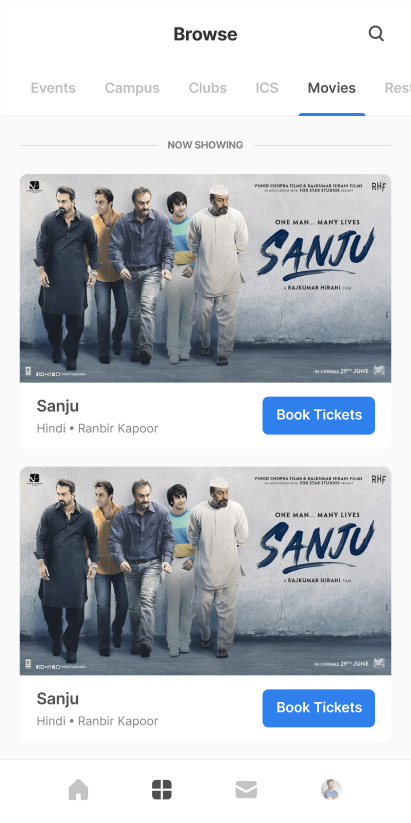 Browse
Events Campus Clubs ICS Movies Res
NOW SHOWING
VINOD CHOPRA FILMS & RAJKUMAR HIRANI FILMS
IN ASSOCIATION WITH FOX STAR STUDIOS PRESENT
RHF
ONE MAN... MANY LIVES
SANJU
A RAJKUMAR HIRANI FILM
IN CINEMAS 29TH JUNE
Sanju
Hindi • Ranbir Kapoor
Book Tickets
VINOD CHOPRA FILMS & RAJKUMAR HIRANI FILMS
IN ASSOCIATION WITH FOX STAR STUDIOS PRESENT
RHF
ONE MAN... MANY LIVES
SANJU
A RAJKUMAR HIRANI FILM
IN CINEMAS 29TH JUNE
Sanju
Hindi • Ranbir Kapoor
Book Tickets